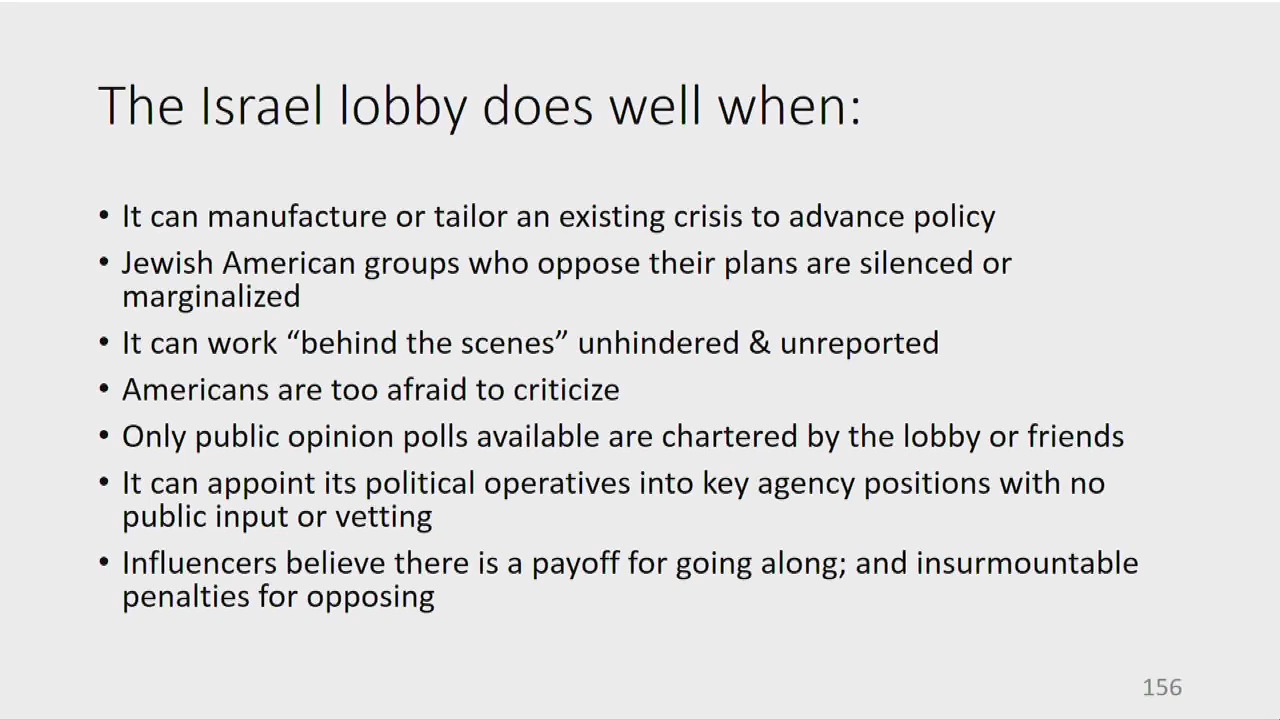 The Israel lobby does well when:
• It can manufacture or tailor an existing crisis to advance policy
• Jewish American groups who oppose their plans are silenced or
marginalized
• It can work “behind the scenes” unhindered & unreported
• Americans are too afraid to criticize
• Only public opinion polls available are chartered by the lobby or friends
• It can appoint its political operatives into key agency positions with no
public input or vetting
• Influencers believe there is a payoff for going along; and insurmountable
penalties for opposing
156